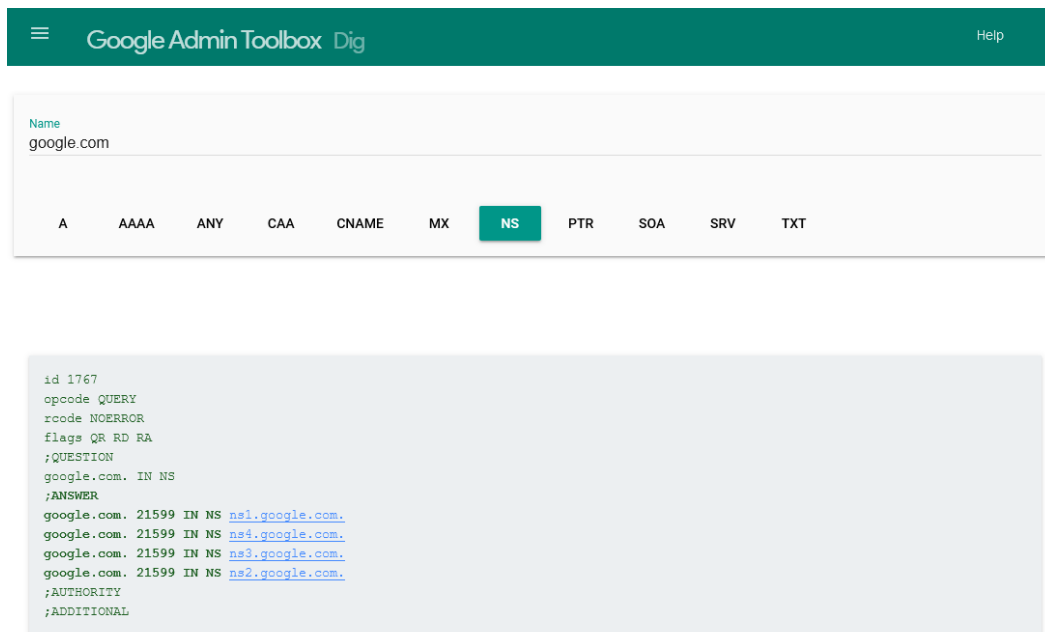 Google Admin Toolbox Dig Help
Name
google.com
A AAAA ANY CAA CNAME MX NS PTR SOA SRV TXT
id 1767
opcode QUERY
rcode NOERROR
flags QR RD RA
;QUESTION
google.com. IN NS
;ANSWER
google.com. 21599 IN NS ns1.google.com.
google.com. 21599 IN NS ns4.google.com.
google.com. 21599 IN NS ns3.google.com.
google.com. 21599 IN NS ns2.google.com.
;AUTHORITY
;ADDITIONAL